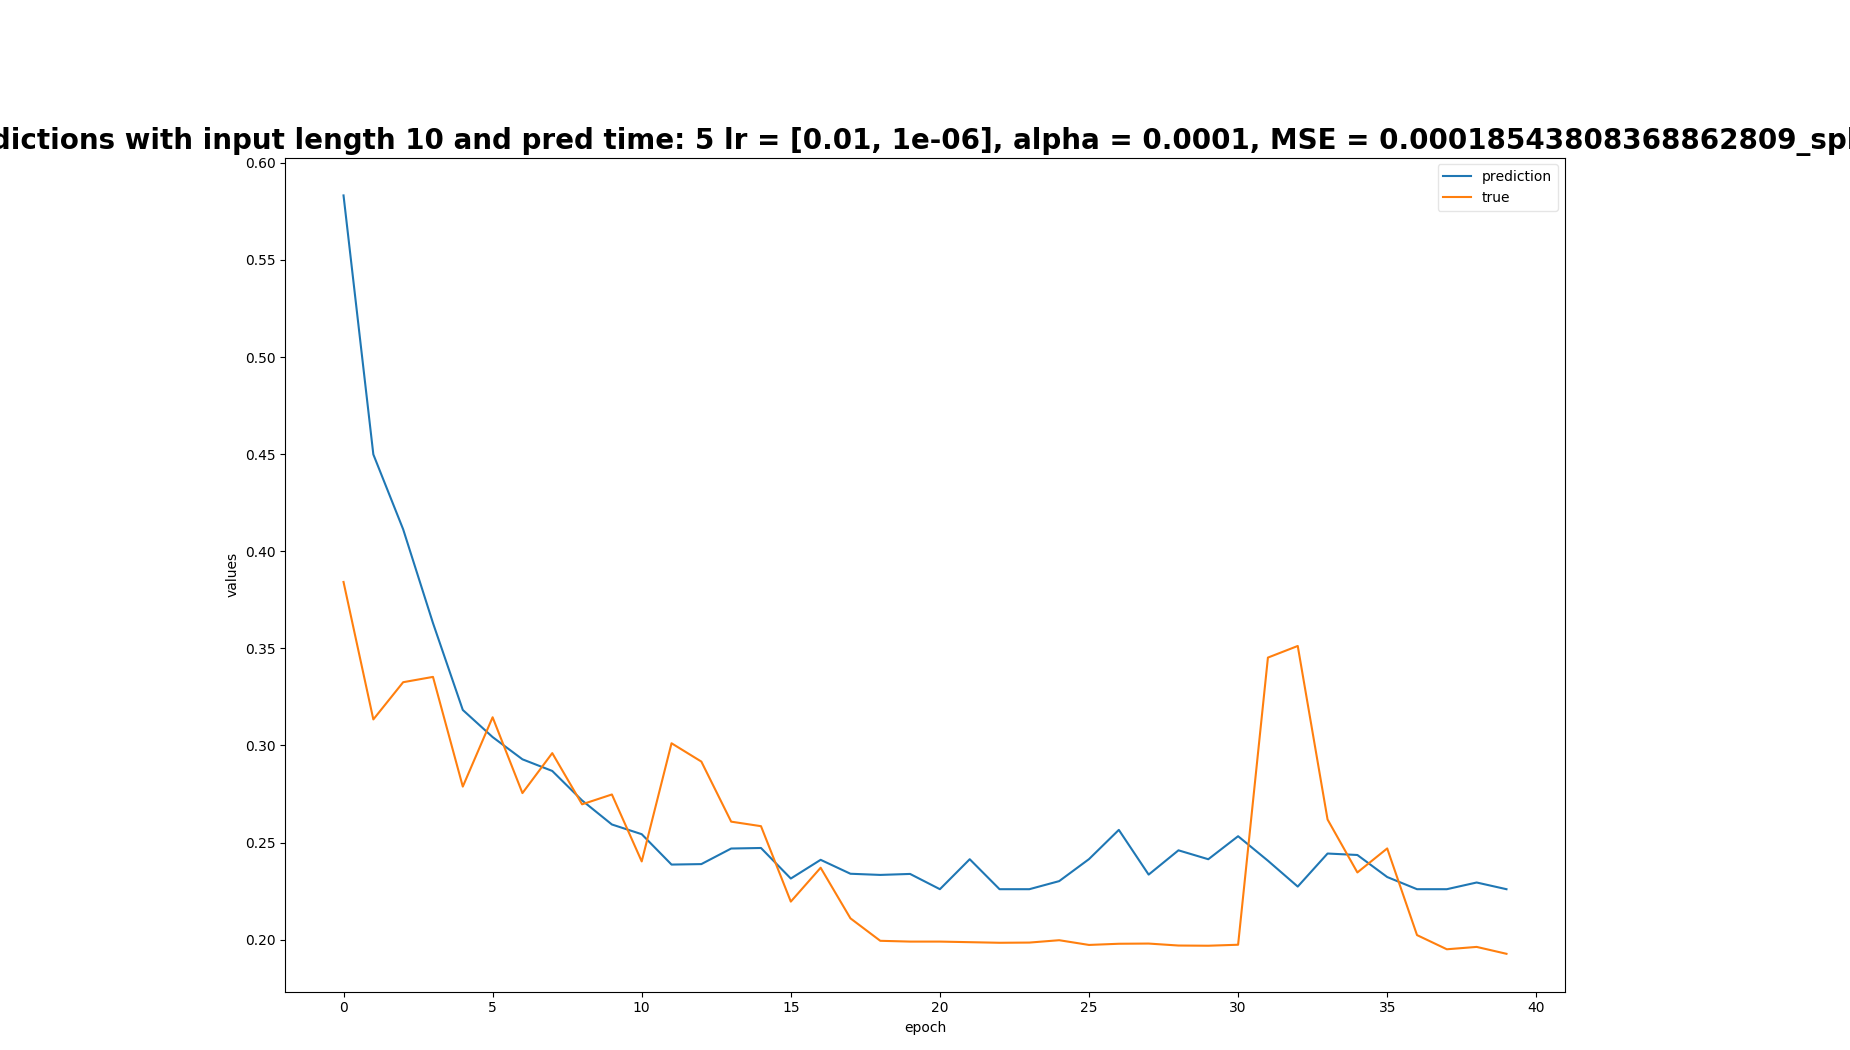 dictions with input length 10 and pred time: 5 lr = [0.01, 1e-06], alpha = 0.0001, MSE = 0.00018543808368862809_spl
prediction
true
0.60
0.55
0.50
0.45
0.40
0.35
0.30
0.25
0.20
values
0 5 10 15 20 25 30 35 40
epoch